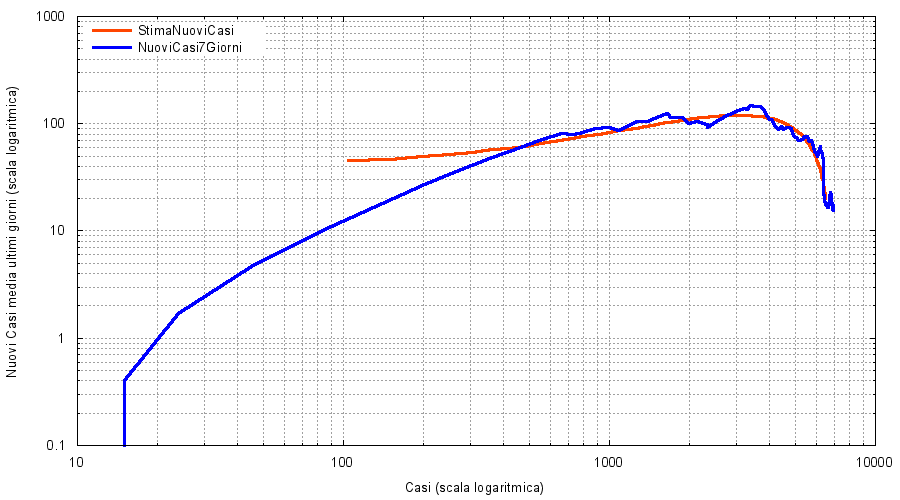 1000
100
10
1
0.1
Nuovi Casi media ultimi giorni (scala logaritmica)
StimaNuoviCasi
NuoviCasi7Giorni
10 100 1000 10000
Casi (scala logaritmica)